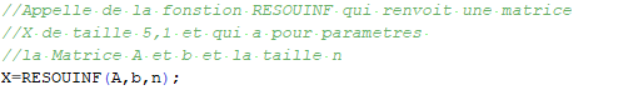 //Appelle de la fonstion RESOUINF qui renvoit une matrice
//X de taille 5,1 et qui a pour parametres
//la Matrice A et b et la taille n
X=RESOUINF(A,b,n);